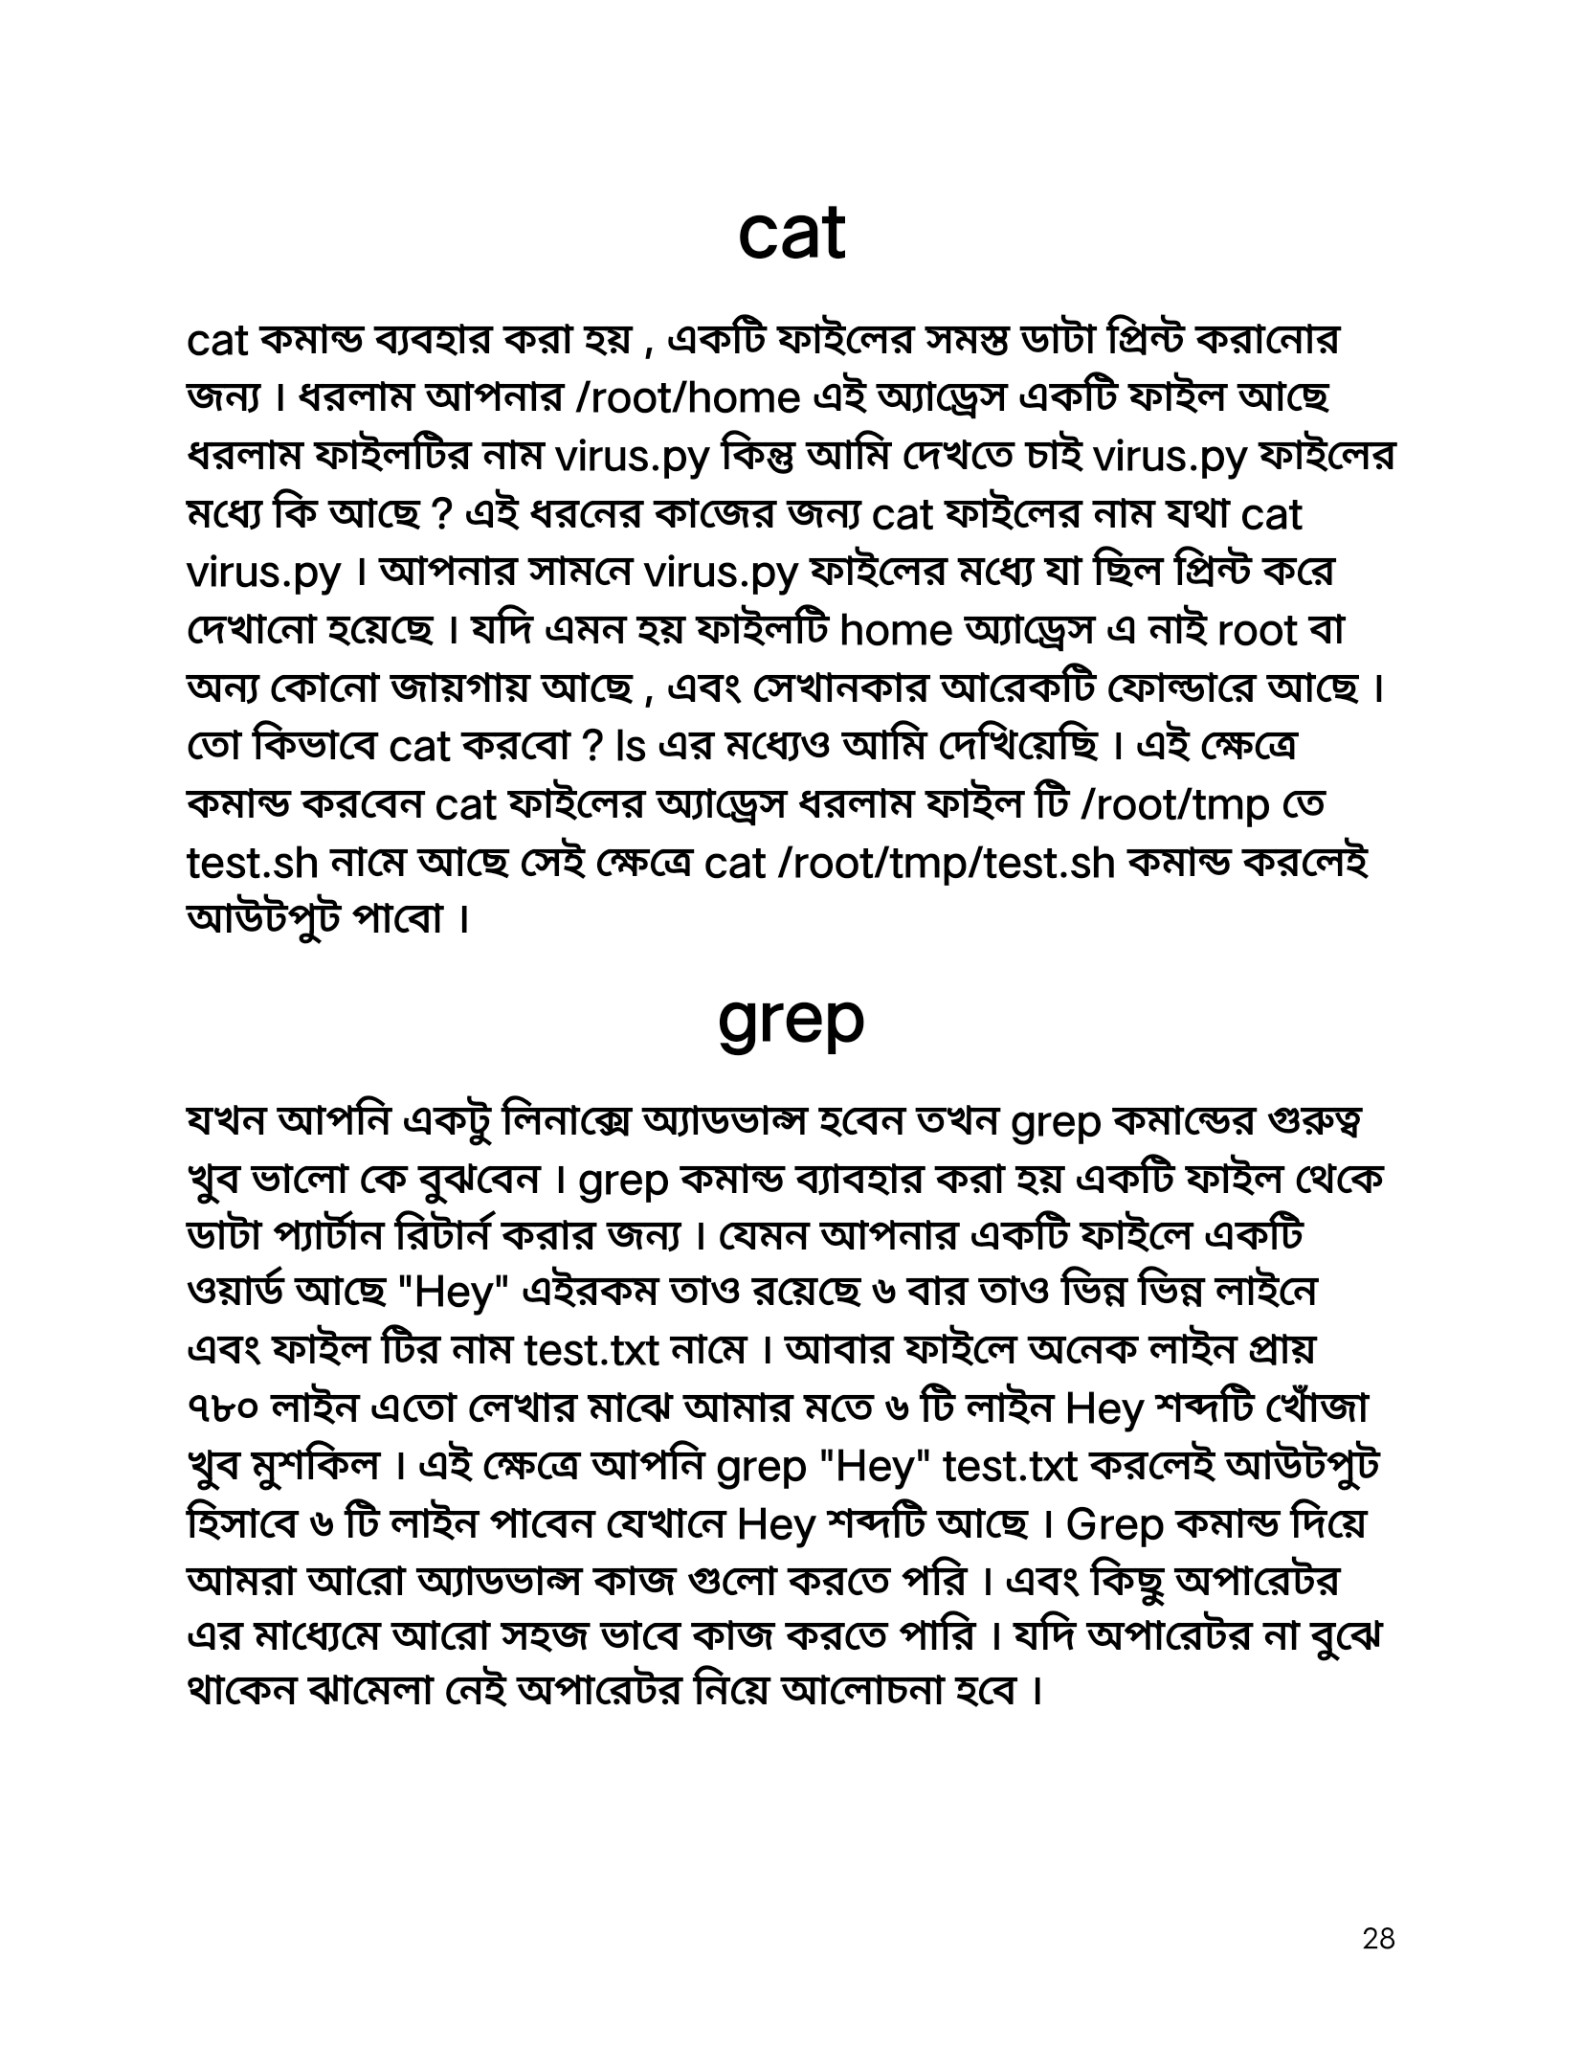 cat
cat কমান্ড ব্যবহার করা হয় , একটি ফাইলের সমস্ত ডাটা প্রিন্ট করানোর
জন্য । ধরলাম আপনার /root/home এই অ্যাড্রেস একটি ফাইল আছে
ধরলাম ফাইলটির নাম virus.py কিন্তু আমি দেখতে চাই virus.py ফাইলের
মধ্যে কি আছে ? এই ধরনের কাজের জন্য cat ফাইলের নাম যথা cat
virus.py । আপনার সামনে virus.py ফাইলের মধ্যে যা ছিল প্রিন্ট করে
দেখানো হয়েছে । যদি এমন হয় ফাইলটি home অ্যাড্রেস এ নাই root বা
অন্য কোনো জায়গায় আছে , এবং সেখানকার আরেকটি ফোল্ডারে আছে ।
তো কিভাবে cat করবো ? ls এর মধ্যেও আমি দেখিয়েছি । এই ক্ষেত্রে
কমান্ড করবেন cat ফাইলের অ্যাড্রেস ধরলাম ফাইল টি /root/tmp তে
test.sh নামে আছে সেই ক্ষেত্রে cat /root/tmp/test.sh কমান্ড করলেই
আউটপুট পাবো ।
grep
যখন আপনি একটু লিনাক্সে অ্যাডভান্স হবেন তখন grep কমান্ডের গুরুত্ব
খুব ভালো কে বুঝবেন । grep কমান্ড ব্যাবহার করা হয় একটি ফাইল থেকে
ডাটা প্যার্টান রিটার্ন করার জন্য । যেমন আপনার একটি ফাইলে একটি
ওয়ার্ড আছে "Hey" এইরকম তাও রয়েছে ৬ বার তাও ভিন্ন ভিন্ন লাইনে
এবং ফাইল টির নাম test.txt নামে । আবার ফাইলে অনেক লাইন প্রায়
৭৮০ লাইন এতো লেখার মাঝে আমার মতে ৬ টি লাইন Hey শব্দটি খোঁজা
খুব মুশকিল । এই ক্ষেত্রে আপনি grep "Hey" test.txt করলেই আউটপুট
হিসাবে ৬ টি লাইন পাবেন যেখানে Hey শব্দটি আছে । Grep কমান্ড দিয়ে
আমরা আরো অ্যাডভান্স কাজ গুলো করতে পরি । এবং কিছু অপারেটর
এর মাধ্যেমে আরো সহজ ভাবে কাজ করতে পারি । যদি অপারেটর না বুঝে
থাকেন ঝামেলা নেই অপারেটর নিয়ে আলোচনা হবে ।
28